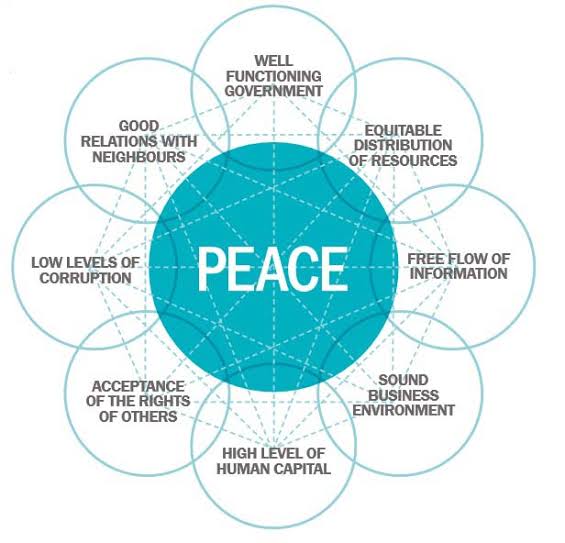 WELL
FUNCTIONING
GOVERNMENT
GOOD
RELATIONS WITH
NEIGHBOURS
EQUITABLE
DISTRIBUTION
OF RESOURCES
LOW LEVELS OF
CORRUPTION
PEACE
FREE FLOW OF
INFORMATION
ACCEPTANCE
OF THE RIGHTS
OF OTHERS
SOUND
BUSINESS
ENVIRONMENT
HIGH LEVEL OF
HUMAN CAPITAL